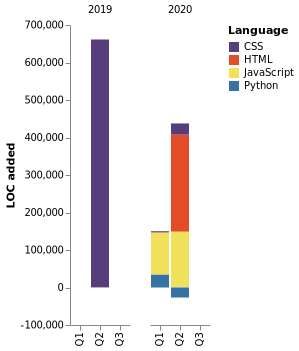 2019
2020
Language
CSS
HTML
JavaScript
Python
LOC added
700,000
600,000
500,000
400,000
300,000
200,000
100,000
0
-100,000
Q1
Q2
Q3
Q1
Q2
Q3